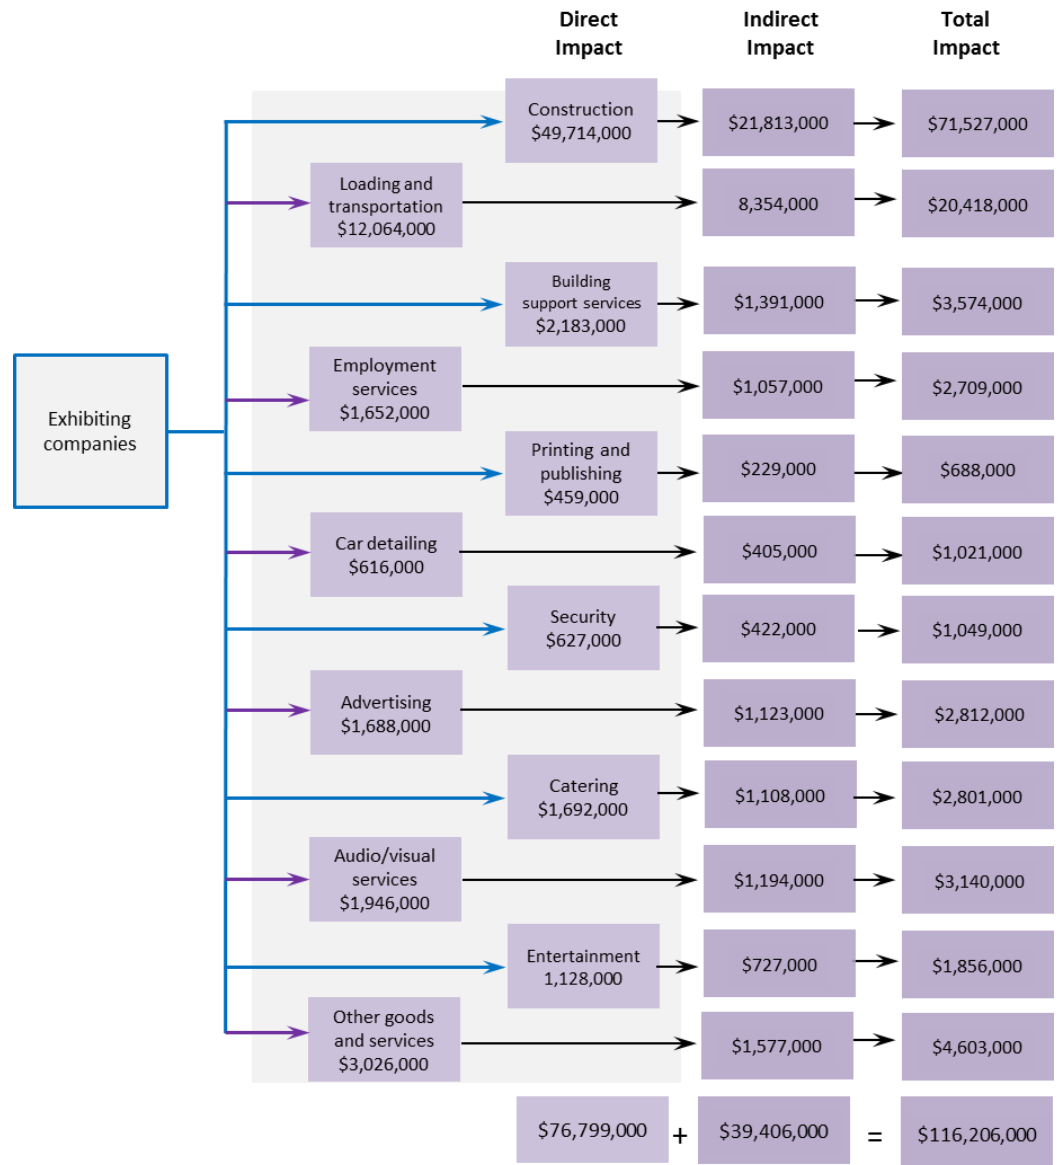 Direct
Impact
Indirect
Impact
Total
Impact
Construction
$49,714,000
$21,813,000
$71,527,000
Loading and
transportation
$12,064,000
8,354,000
$20,418,000
Building
support services
$2,183,000
$1,391,000
$3,574,000
Exhibiting
companies
Employment
services
$1,652,000
$1,057,000
$2,709,000
Printing and
publishing
$459,000
$229,000
$688,000
Car detailing
$616,000
$405,000
$1,021,000
Security
$627,000
$422,000
$1,049,000
Advertising
$1,688,000
$1,123,000
$2,812,000
Catering
$1,692,000
$1,108,000
$2,801,000
Audio/visual
services
$1,946,000
$1,194,000
$3,140,000
Entertainment
1,128,000
$727,000
$1,856,000
Other goods
and services
$3,026,000
$1,577,000
$4,603,000
$76,799,000 + $39,406,000 = $116,206,000